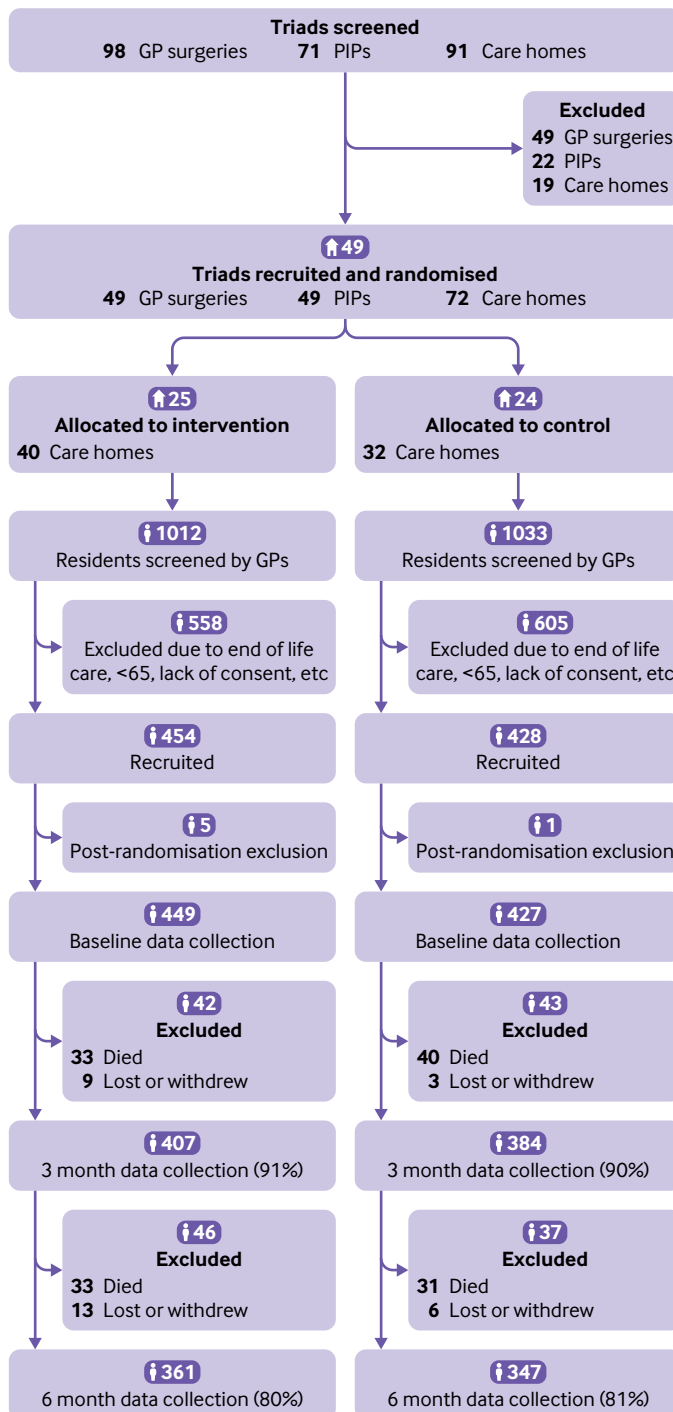 Triads screened
98 GP surgeries 71 PIPs 91 Care homes
Excluded
49 GP surgeries
22 PIPs
19 Care homes
49
Triads recruited and randomised
49 GP surgeries 49 PIPs 72 Care homes
25
Allocated to intervention
40 Care homes
24
Allocated to control
32 Care homes
1012
Residents screened by GPs
1033
Residents screened by GPs
558
Excluded due to end of life
care, <65, lack of consent, etc
605
Excluded due to end of life
care, <65, lack of consent, etc
454
Recruited
428
Recruited
5
Post-randomisation exclusion
1
Post-randomisation exclusion
449
Baseline data collection
427
Baseline data collection
42
Excluded
33 Died
9 Lost or withdrew
43
Excluded
40 Died
3 Lost or withdrew
407
3 month data collection (91%)
384
3 month data collection (90%)
46
Excluded
33 Died
13 Lost or withdrew
37
Excluded
31 Died
6 Lost or withdrew
361
6 month data collection (80%)
347
6 month data collection (81%)